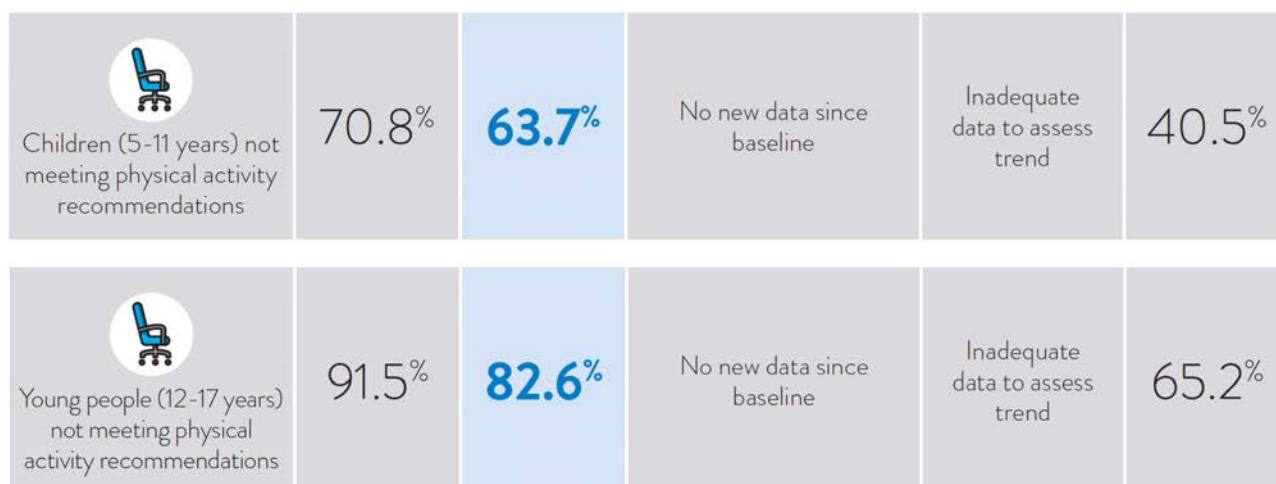 Children (5-11 years) not
meeting physical activity
recommendations
70.8%
63.7%
No new data since
baseline
Inadequate
data to assess
trend
40.5%
Young people (12-17 years)
not meeting physical
activity recommendations
91.5%
82.6%
No new data since
baseline
Inadequate
data to assess
trend
65.2%